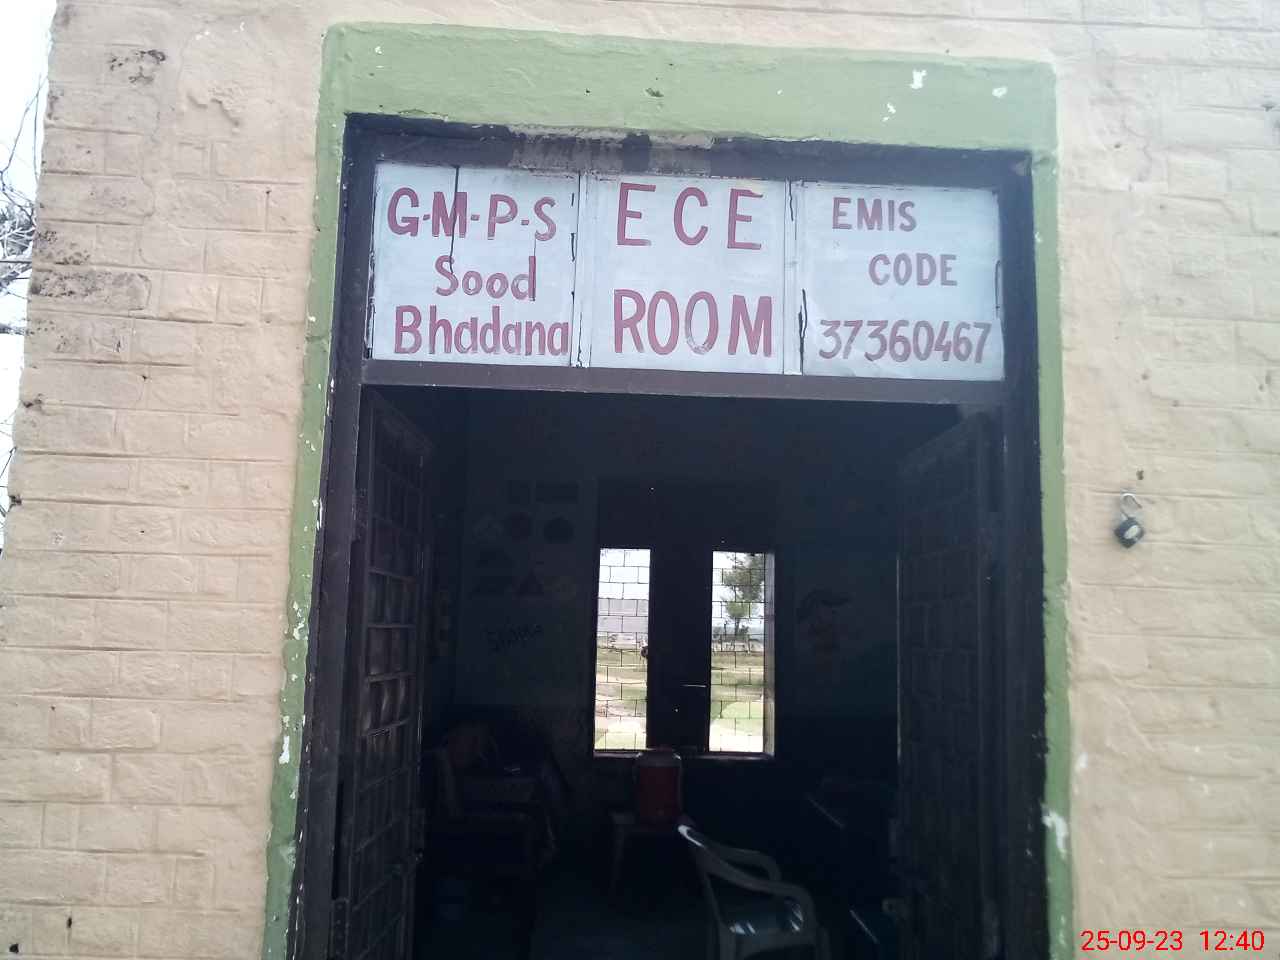 G-M-P-S
Sood
Bhadana
ECE
ROOM
EMIS
CODE
37360467
25-09-23 12:40